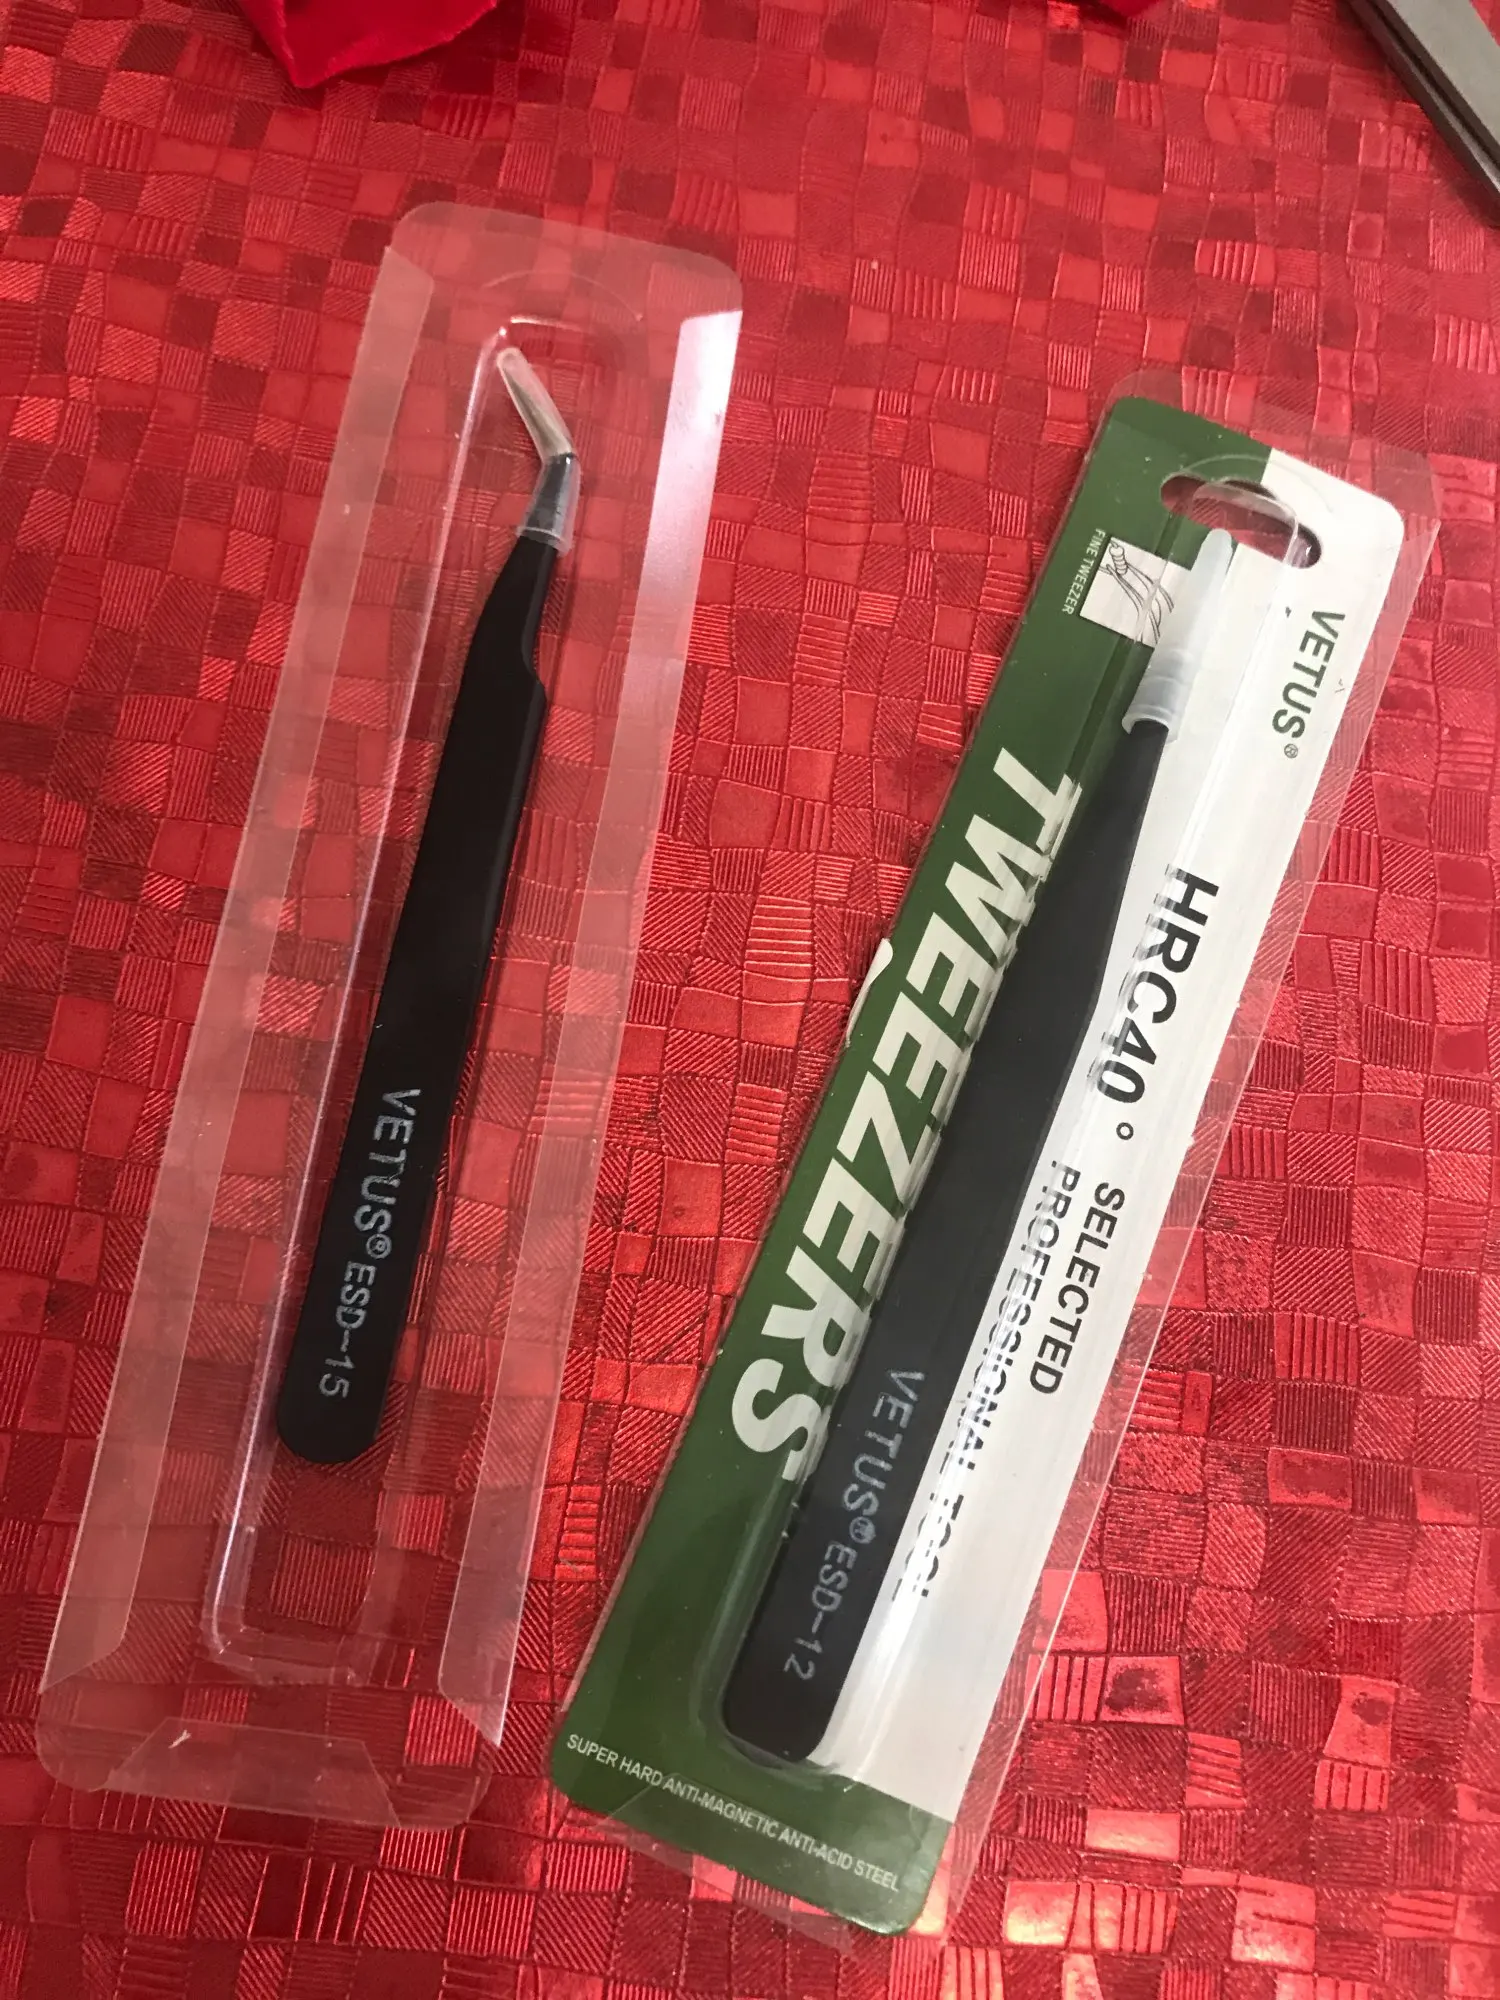 VETUS® ESD-15
FINE TWEEZER
VETUS®
TWEEZERS
HRC40° SELECTED
PROFESSIONAL TOOL
VETUS® ESD-12
SUPER HARD ANTI-MAGNETIC ANTI-ACID STEEL